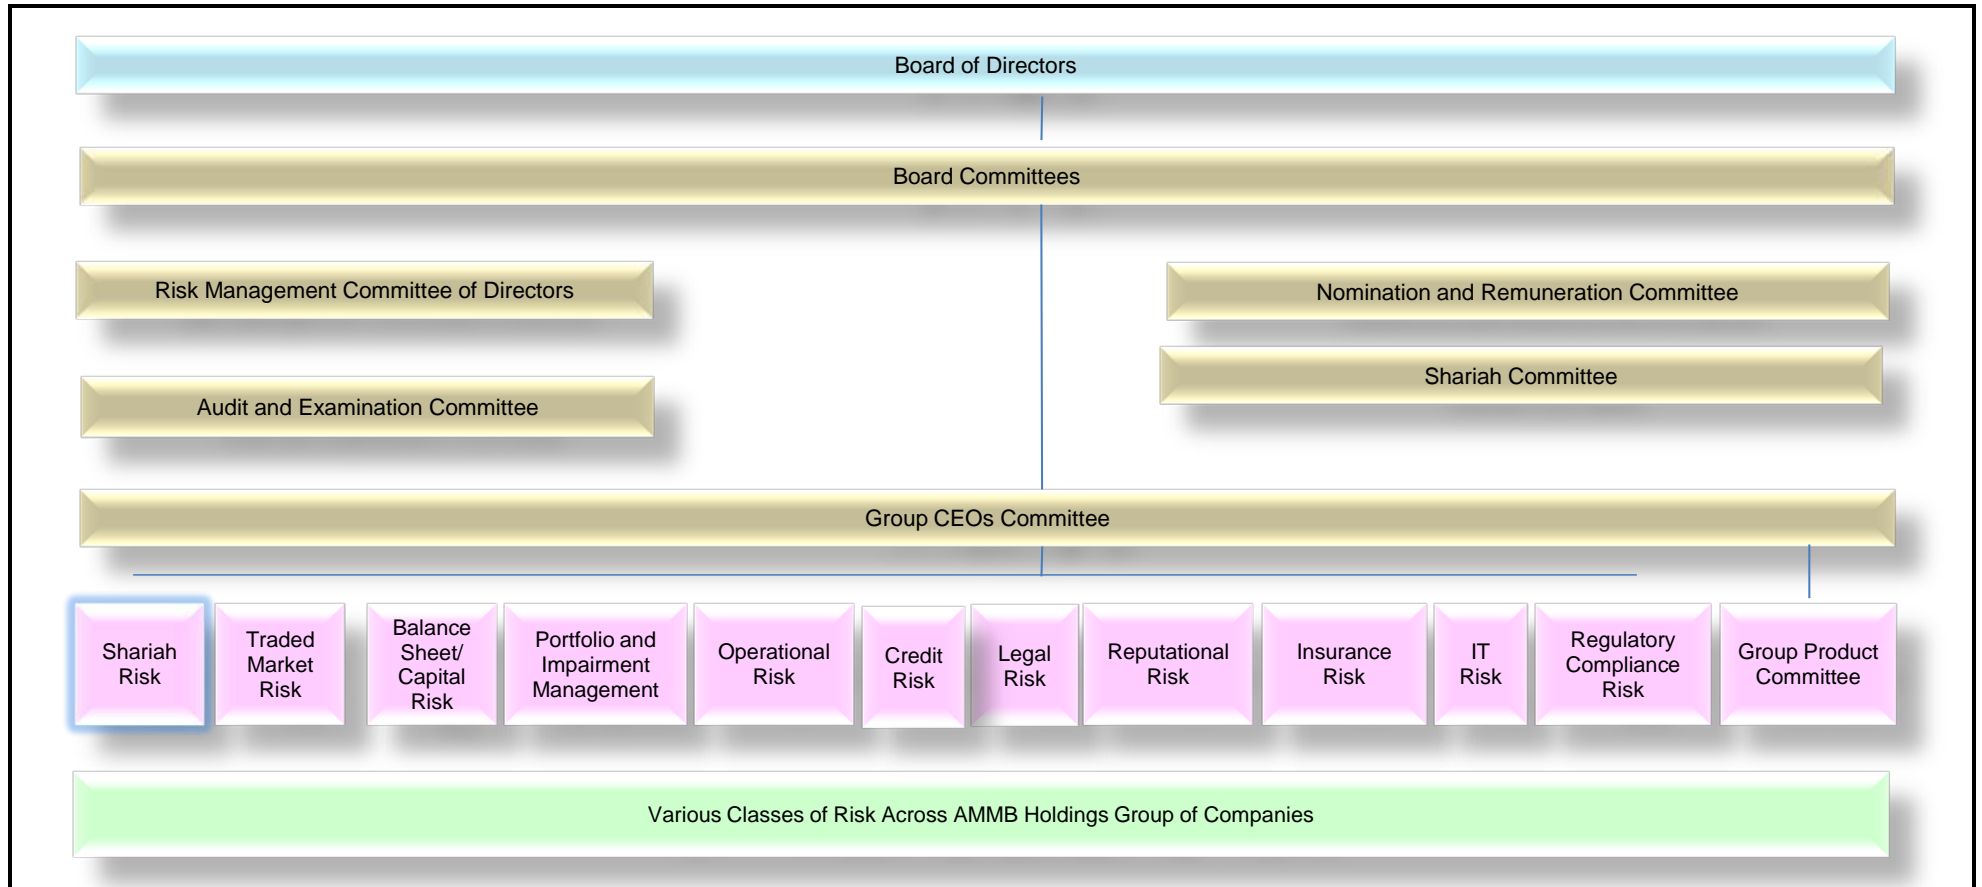 Board of Directors
Board Committees
Risk Management Committee of Directors
Nomination and Remuneration Committee
Shariah Committee
Audit and Examination Committee
Group CEOs Committee
Shariah
Risk
Traded
Market
Risk
Balance
Sheet/
Capital
Risk
Portfolio and
Impairment
Management
Operational
Risk
Credit
Risk
Legal
Risk
Reputational
Risk
Insurance
Risk
IT
Risk
Regulatory
Compliance
Risk
Group Product
Committee
Various Classes of Risk Across AMMB Holdings Group of Companies